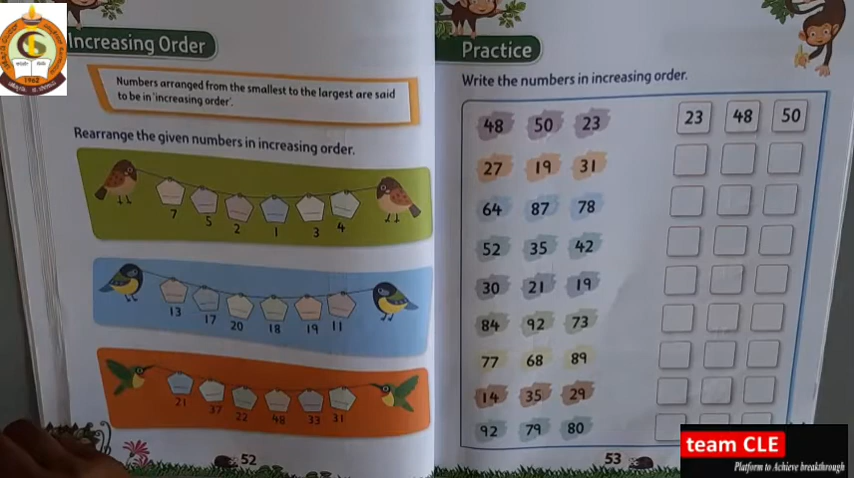 1962
Increasing Order
Numbers arranged from the smallest to the largest are said
to be in 'increasing order'.
Rearrange the given numbers in increasing order.
7 5 2 1 3 4
13 17 20 18 19 11
21 37 22 48 33 31
52
Practice
Write the numbers in increasing order.
48 50 23 23 48 50
27 19 31
64 87 78
52 35 42
30 21 19
84 92 73
77 68 89
14 35 29
92 79 80
53
team CLE
Platform to Achieve breakthrough